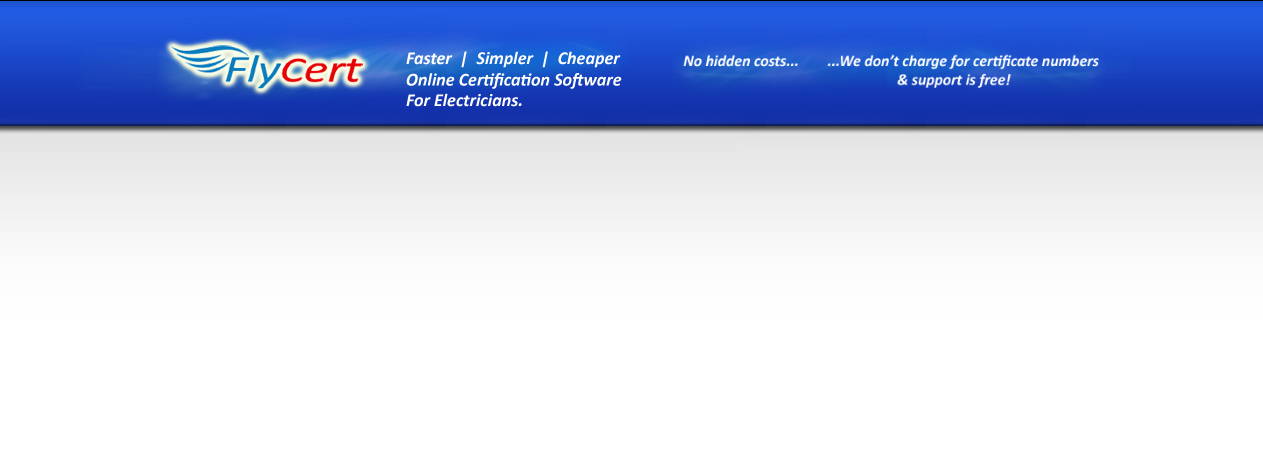 FlyCert
Faster | Simpler | Cheaper
Online Certification Software
For Electricians.
No hidden costs... ...We don't charge for certificate numbers
& support is free!